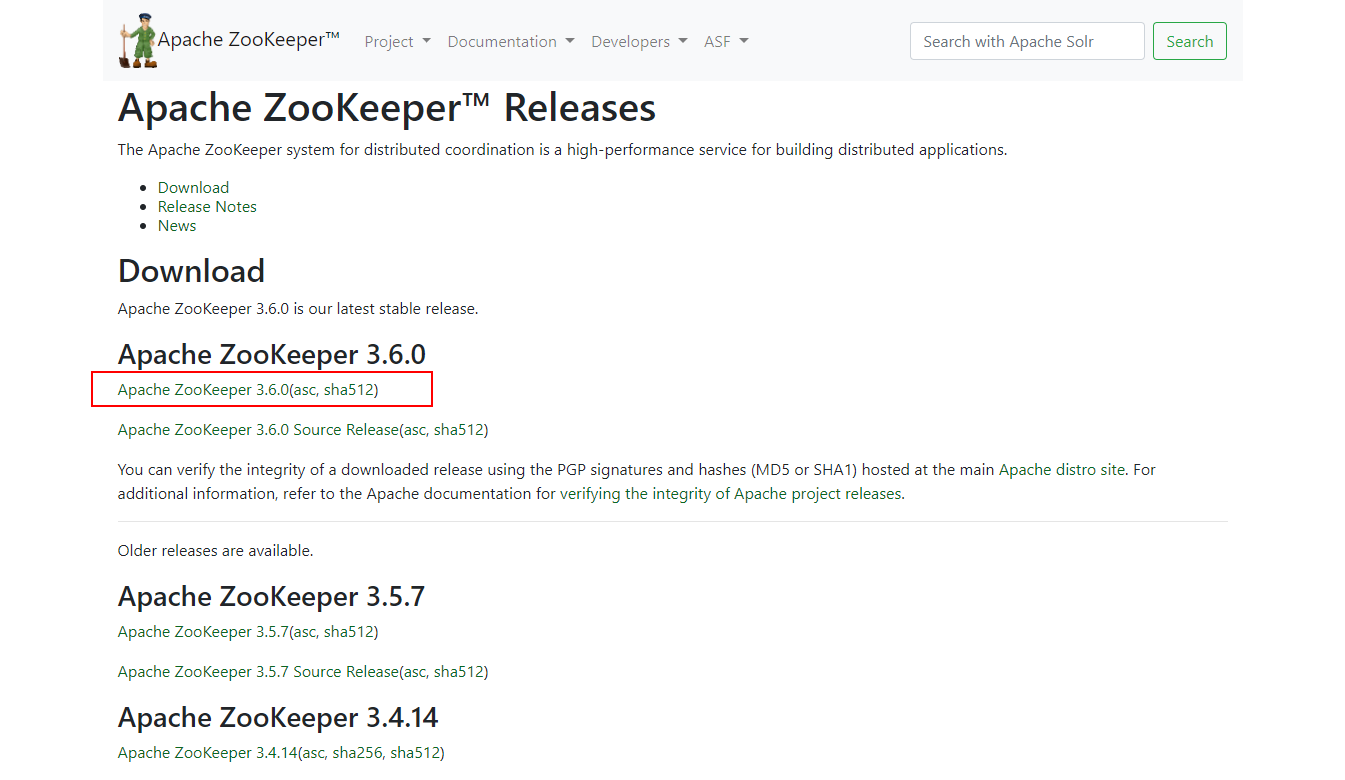 Apache ZooKeeper™ Project Documentation Developers ASF Search with Apache Solr Search
Apache ZooKeeper™ Releases
The Apache ZooKeeper system for distributed coordination is a high-performance service for building distributed applications.
Download
Release Notes
News
Download
Apache ZooKeeper 3.6.0 is our latest stable release.
Apache ZooKeeper 3.6.0
Apache ZooKeeper 3.6.0(asc, sha512)
Apache ZooKeeper 3.6.0 Source Release(asc, sha512)
You can verify the integrity of a downloaded release using the PGP signatures and hashes (MD5 or SHA1) hosted at the main Apache distro site. For
additional information, refer to the Apache documentation for verifying the integrity of Apache project releases.
Older releases are available.
Apache ZooKeeper 3.5.7
Apache ZooKeeper 3.5.7(asc, sha512)
Apache ZooKeeper 3.5.7 Source Release(asc, sha512)
Apache ZooKeeper 3.4.14
Apache ZooKeeper 3.4.14(asc, sha256, sha512)